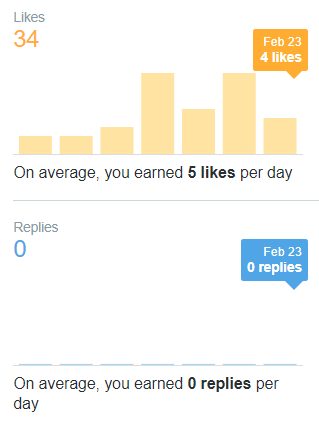 Likes
34
Feb 23
4 likes
On average, you earned 5 likes per day
Replies
0
Feb 23
0 replies
On average, you earned 0 replies per
day